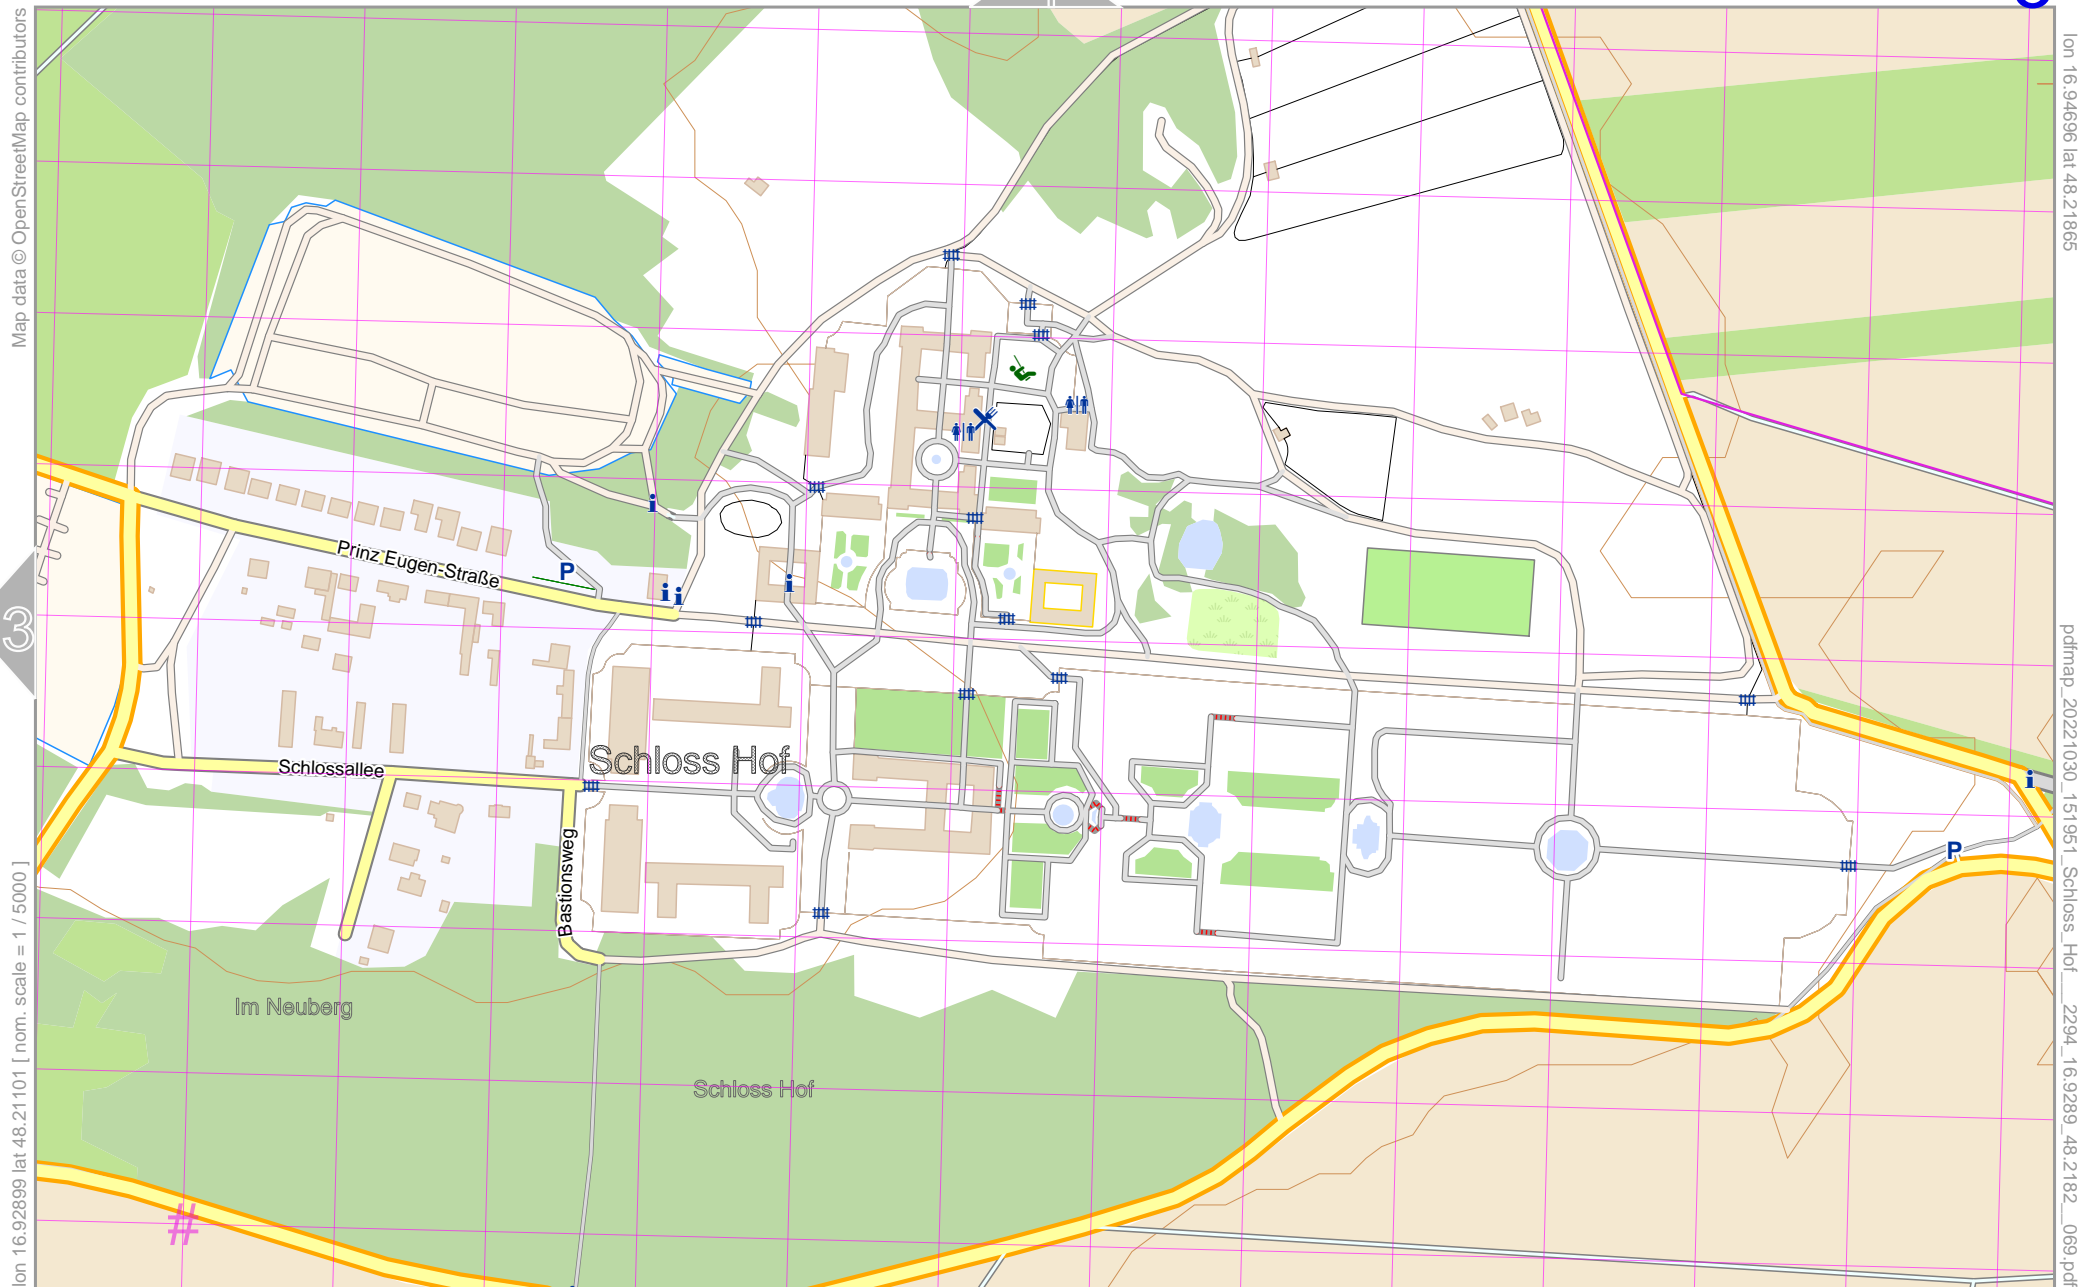 Map data © OpenStreetMap contributors
lon 16.94696 lat 48.21865
3
Prinz Eugen-Straße
P
i
i
i
i
Schloss Hof
Schlossallee
i
P
Bastionsweg
Im Neuberg
Schloss Hof
#
lon 16.92899 lat 48.21101 [ nom. scale = 1 / 5000 ]
pdfmap_20221030_151951_Schloss_Hof___2294_16.9289_48.2182__069.pdf